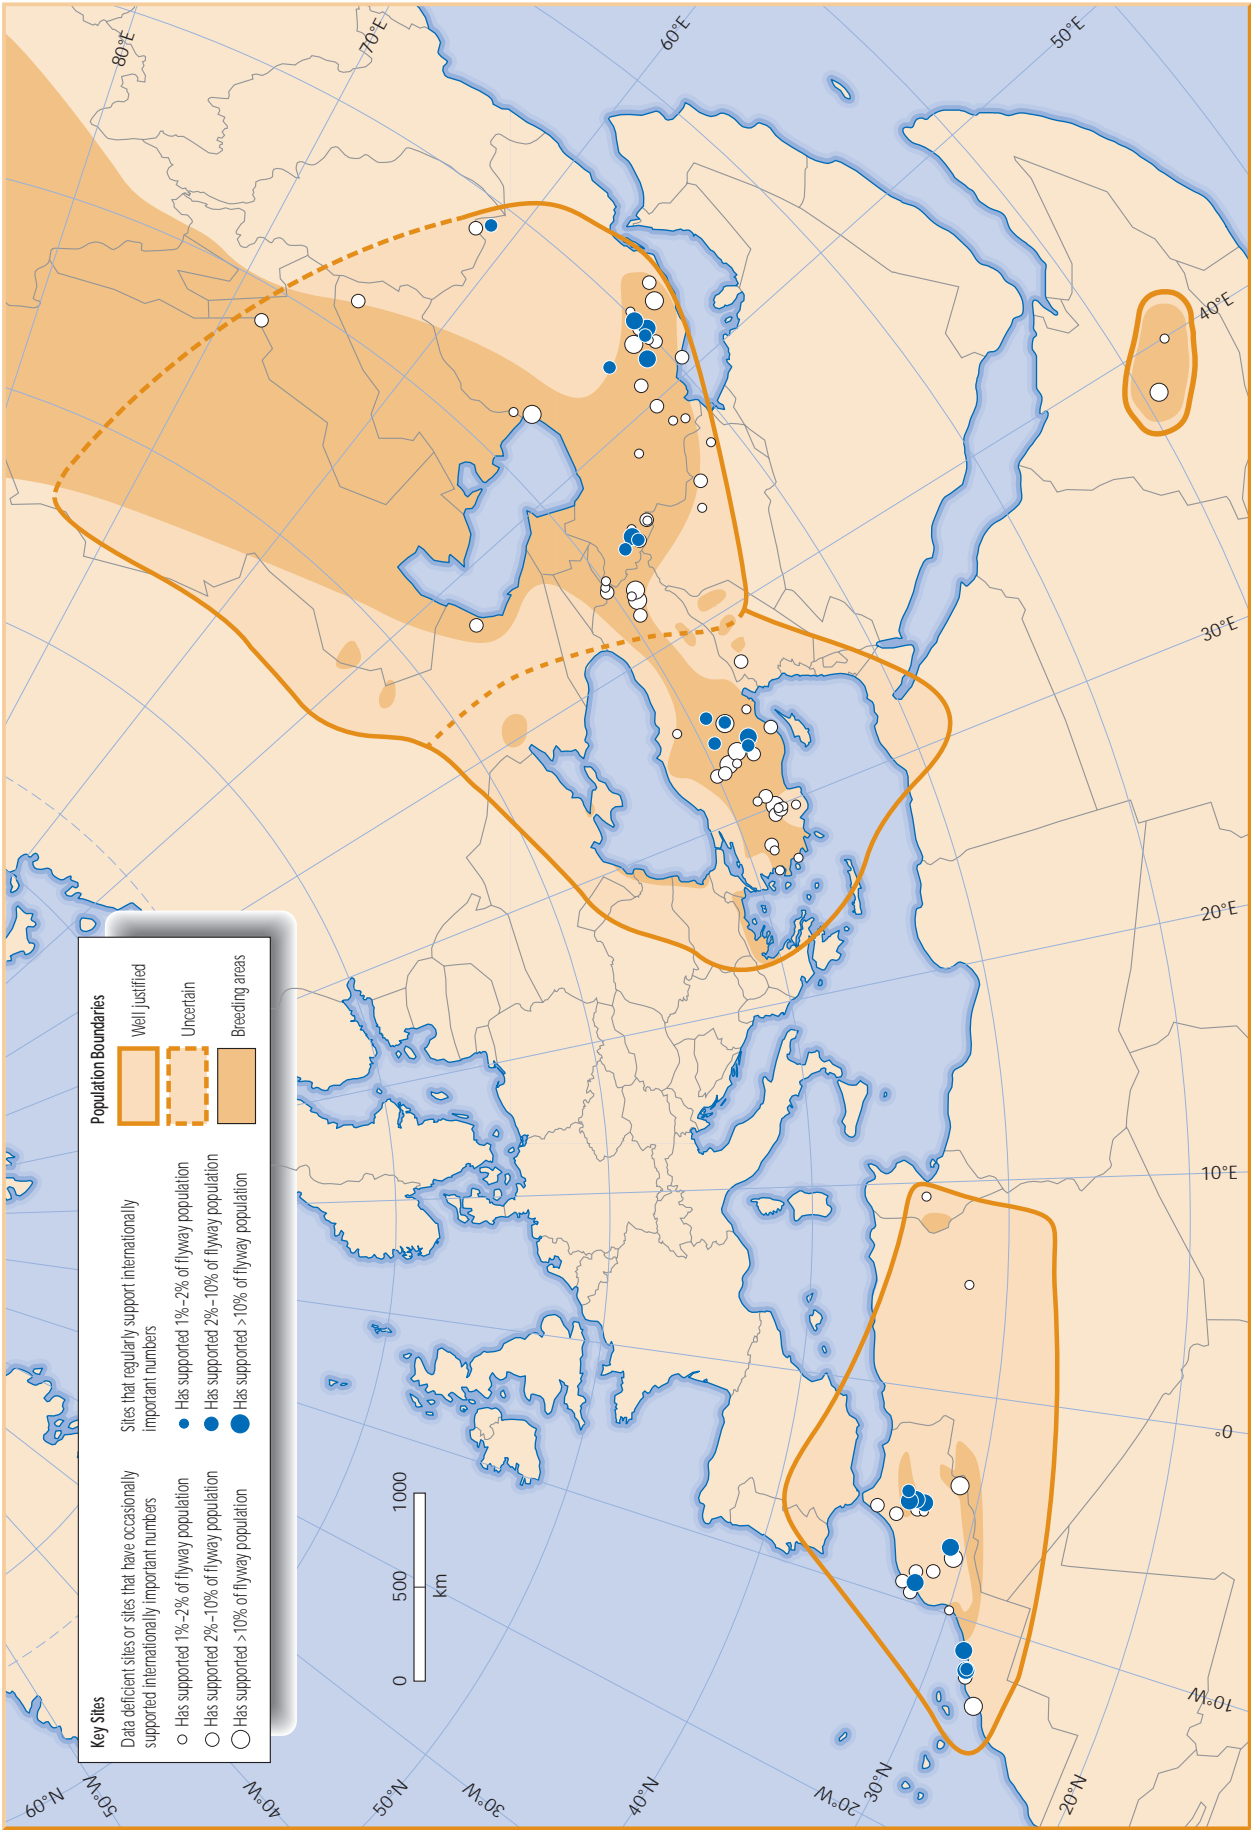 Key Sites
Data deficient sites or sites that have occasionally
supported internationally important numbers
Has supported 1%–2% of flyway population
Has supported 2%–10% of flyway population
Has supported >10% of flyway population
Sites that regularly support internationally
important numbers
Has supported 1%–2% of flyway population
Has supported 2%–10% of flyway population
Has supported >10% of flyway population
Population Boundaries
Well justified
Uncertain
Breeding areas
0 500 1000
km
60°N
50°W
40°W
50°N
30°W
40°N
20°W
30°N
20°N
10°W
0°
10°E
20°E
30°E
40°E
50°E
60°E
70°E
80°E